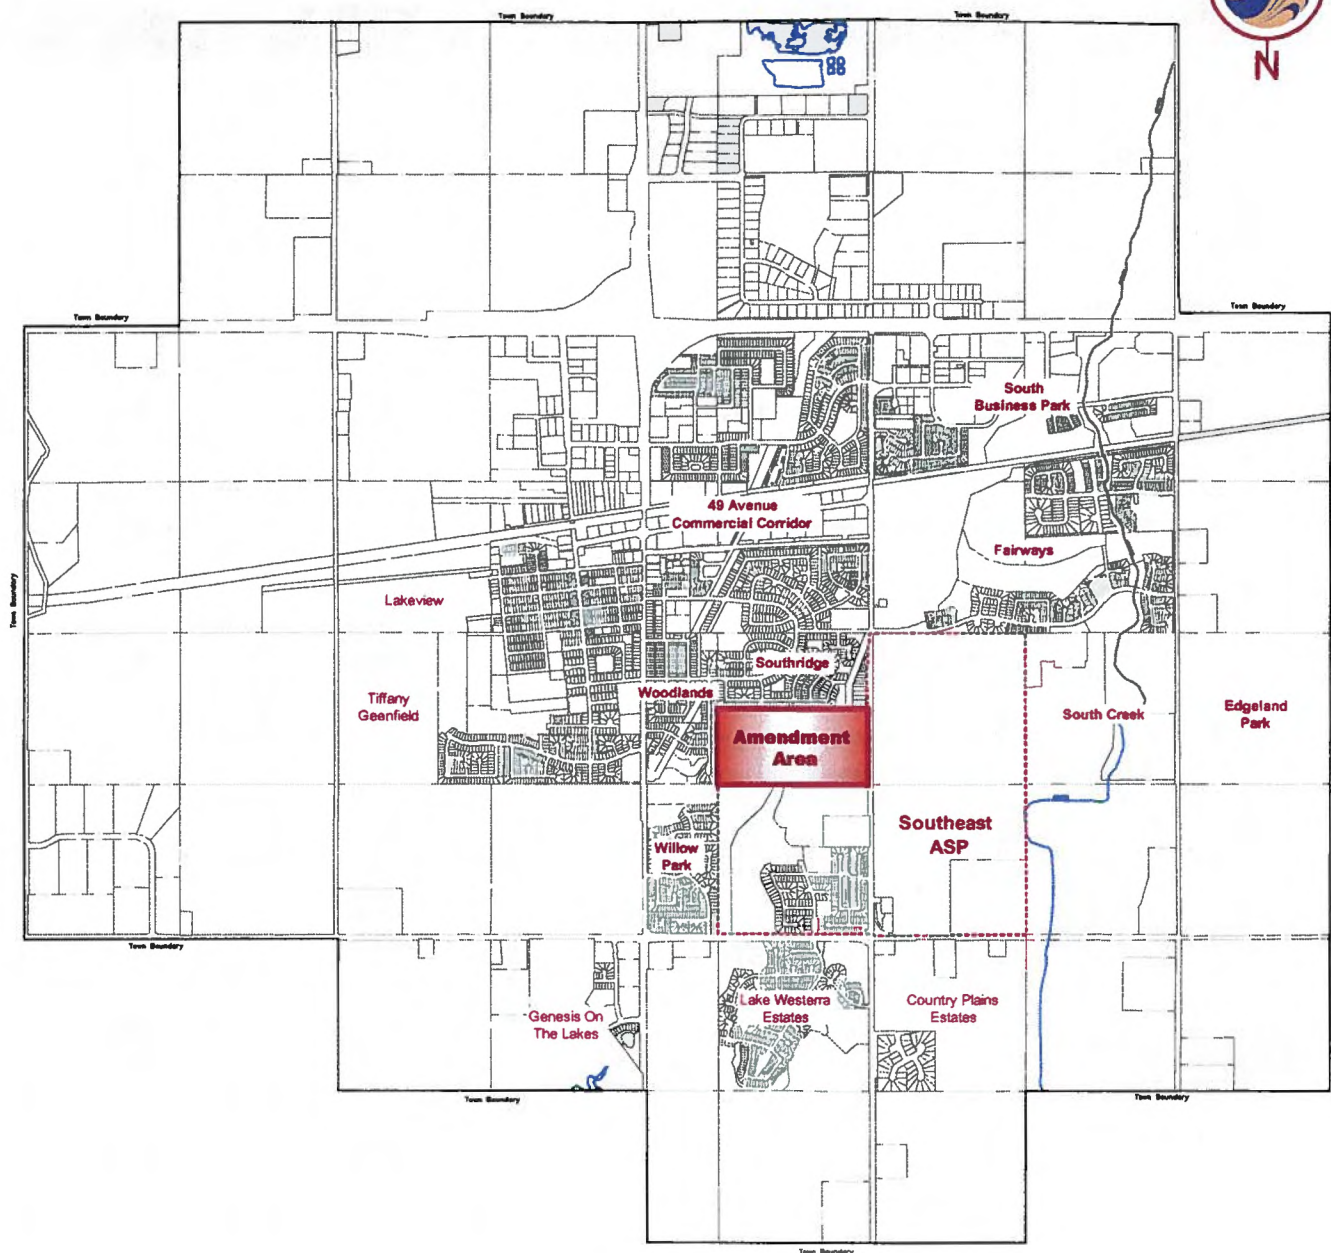 Town Boundary
Town Boundary
N
Town Boundary
Town Boundary
South
Business Park
49 Avenue
Commercial Corridor
Fairways
Lakeview
Town Boundary
Southridge
Woodlands
Tiffany
Geenfield
South Creek
Edgeland
Park
Amendment
Area
Southeast
ASP
Willow
Park
Town Boundary
Lake Westerra
Estates
Country Plains
Estates
Genesis On
The Lakes
Town Boundary
Town Boundary
Town Boundary